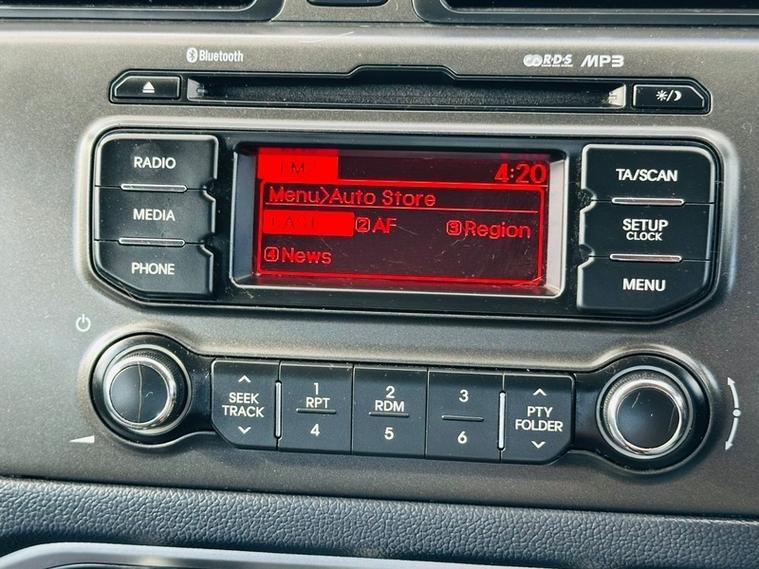 Bluetooth
R·D·S MP3
RADIO
MEDIA
PHONE
4:20
Menu>Auto Store
2 AF 3 Region
4 News
TA/SCAN
SETUP
CLOCK
MENU
SEEK
TRACK
1
RPT
4
2
RDM
5
3
6
PTY
FOLDER